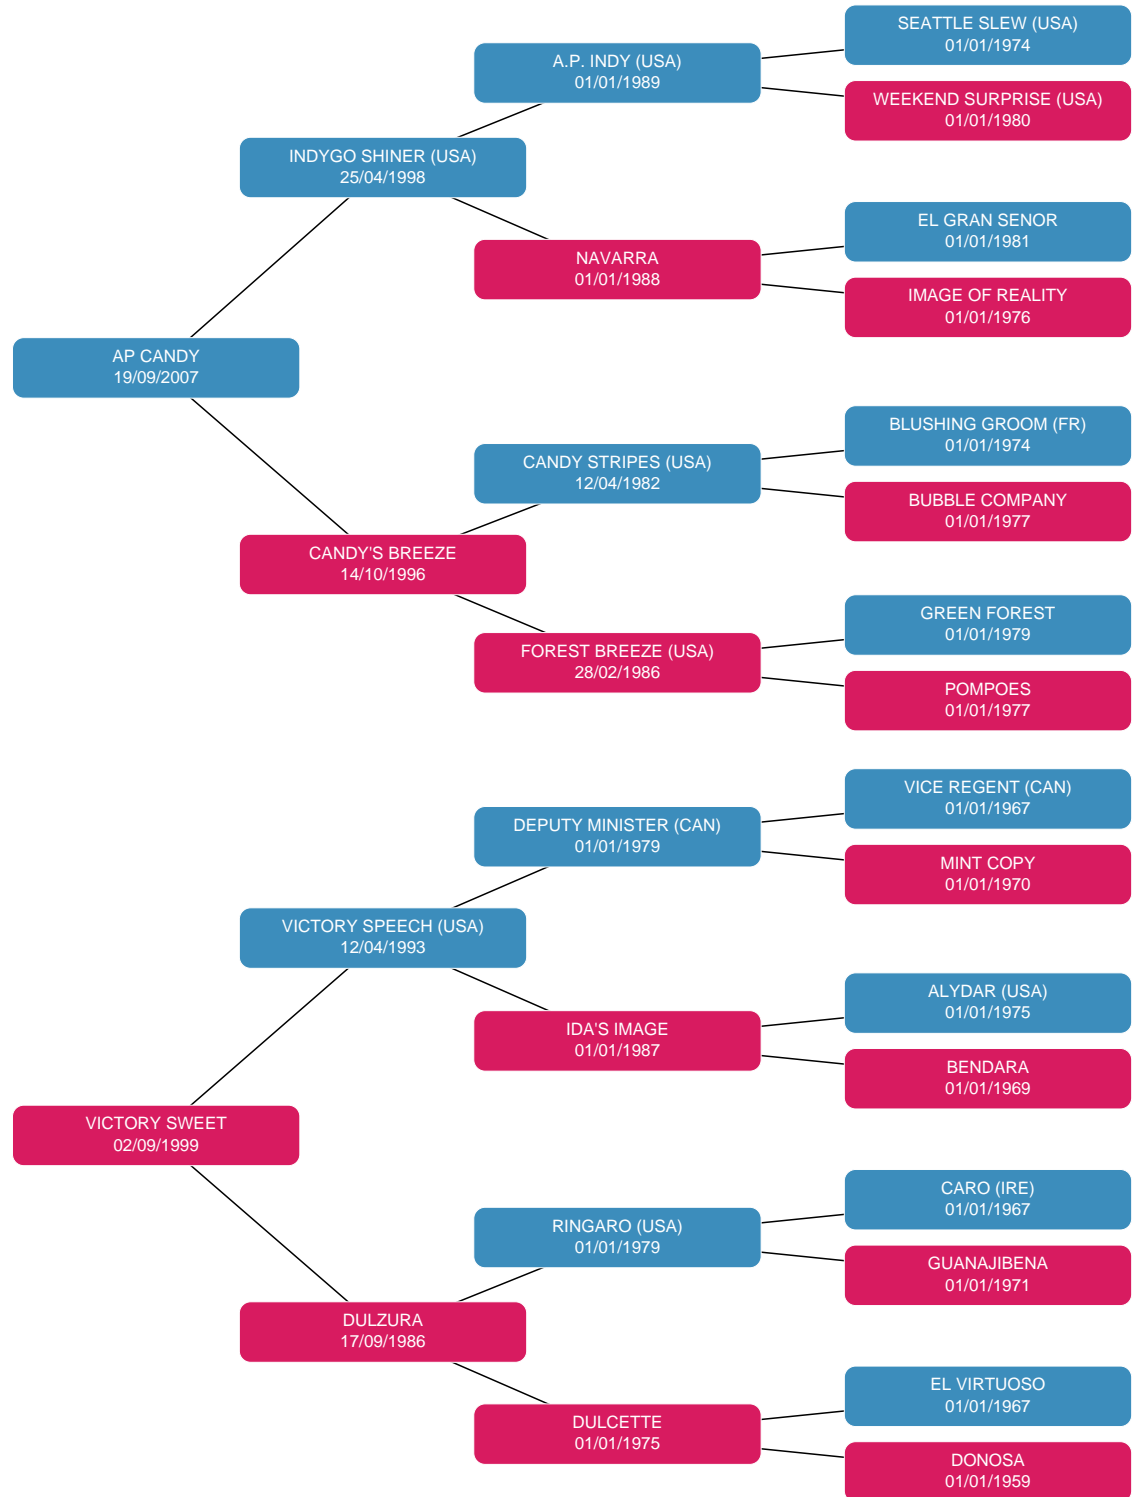 SEATTLE SLEW (USA)
01/01/1974
A.P. INDY (USA)
01/01/1989
WEEKEND SURPRISE (USA)
01/01/1980
INDYGO SHINER (USA)
25/04/1998
EL GRAN SENOR
01/01/1981
NAVARRA
01/01/1988
IMAGE OF REALITY
01/01/1976
AP CANDY
19/09/2007
BLUSHING GROOM (FR)
01/01/1974
CANDY STRIPES (USA)
12/04/1982
BUBBLE COMPANY
01/01/1977
CANDY'S BREEZE
14/10/1996
GREEN FOREST
01/01/1979
FOREST BREEZE (USA)
28/02/1986
POMPOES
01/01/1977
VICE REGENT (CAN)
01/01/1967
DEPUTY MINISTER (CAN)
01/01/1979
MINT COPY
01/01/1970
VICTORY SPEECH (USA)
12/04/1993
ALYDAR (USA)
01/01/1975
IDA'S IMAGE
01/01/1987
BENDARA
01/01/1969
VICTORY SWEET
02/09/1999
CARO (IRE)
01/01/1967
RINGARO (USA)
01/01/1979
GUANAJIBENA
01/01/1971
DULZURA
17/09/1986
EL VIRTUOSO
01/01/1967
DULCETTE
01/01/1975
DONOSA
01/01/1959